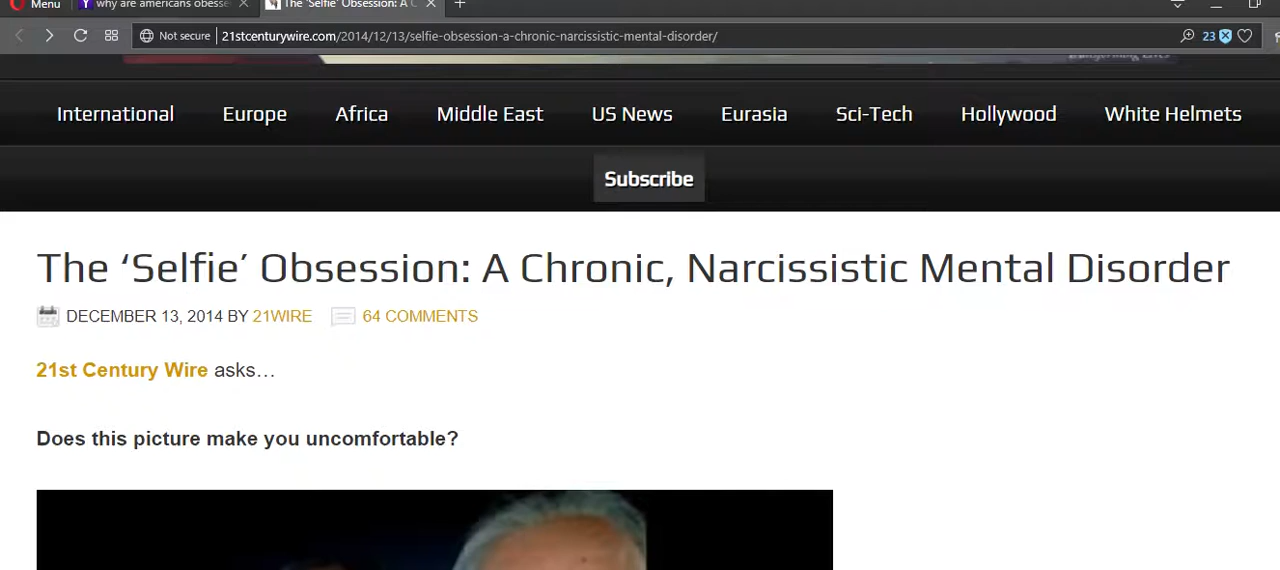 Menu why are americans obsess The 'Selfie' Obsession: A C
Not secure 21stcenturywire.com/2014/12/13/selfie-obsession-a-chronic-narcissistic-mental-disorder/ 23
International Europe Africa Middle East US News Eurasia Sci-Tech Hollywood White Helmets
Subscribe
The ‘Selfie’ Obsession: A Chronic, Narcissistic Mental Disorder
DECEMBER 13, 2014 BY 21WIRE 64 COMMENTS
21st Century Wire asks…
Does this picture make you uncomfortable?